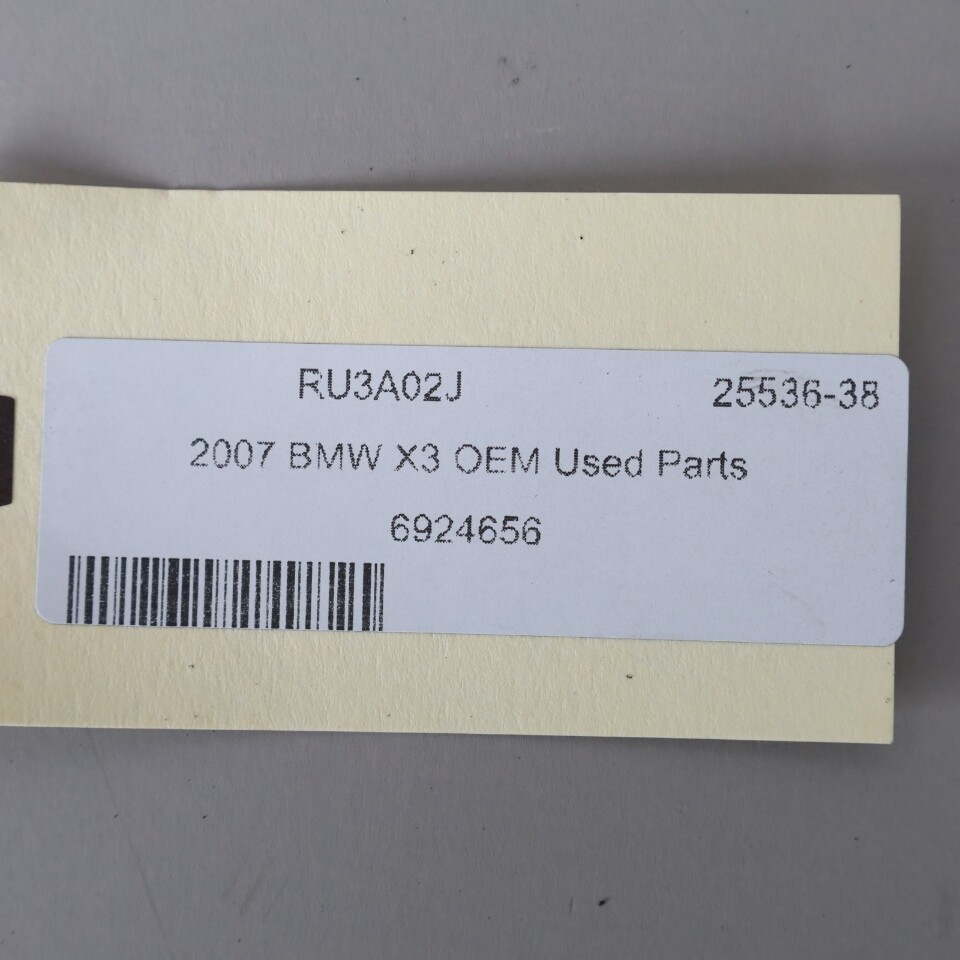 RU3A02J 25536-38
2007 BMW X3 OEM Used Parts
6924656